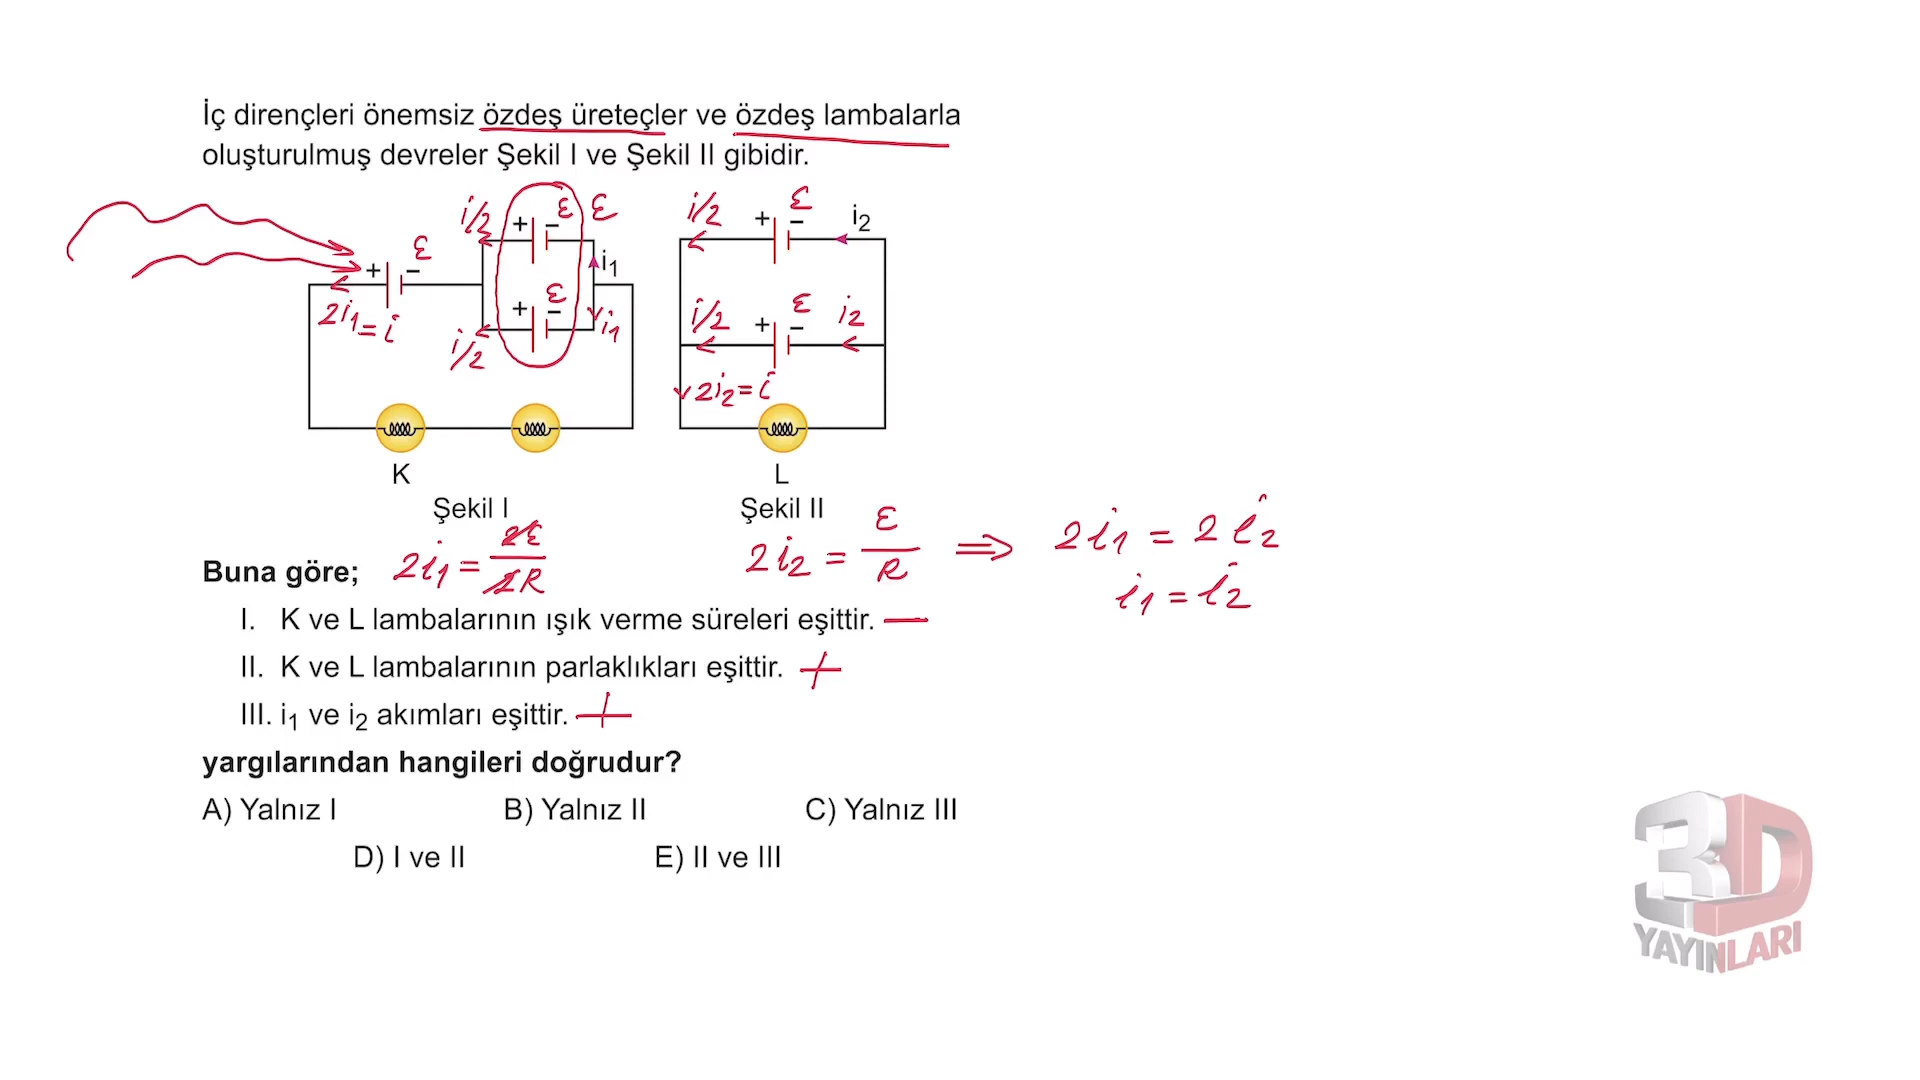 İç dirençleri önemsiz özdeş üreteçler ve özdeş lambalarla
oluşturulmuş devreler Şekil I ve Şekil II gibidir.
i/2 + ε − ε
i/2 + ε − i2
+ ε −
i1
2i1 = i
i/2 + ε − i1
i/2 + ε − i2
2i2 = i
K
L
Şekil I
Şekil II
2i1 = 2ε/2R
2i2 = ε/R ⇒ 2i1 = 2i2
i1 = i2
Buna göre;
I. K ve L lambalarının ışık verme süreleri eşittir. —
II. K ve L lambalarının parlaklıkları eşittir. +
III. i1 ve i2 akımları eşittir. +
yargılarından hangileri doğrudur?
A) Yalnız I B) Yalnız II C) Yalnız III
D) I ve II E) II ve III
3D
YAYINLARI